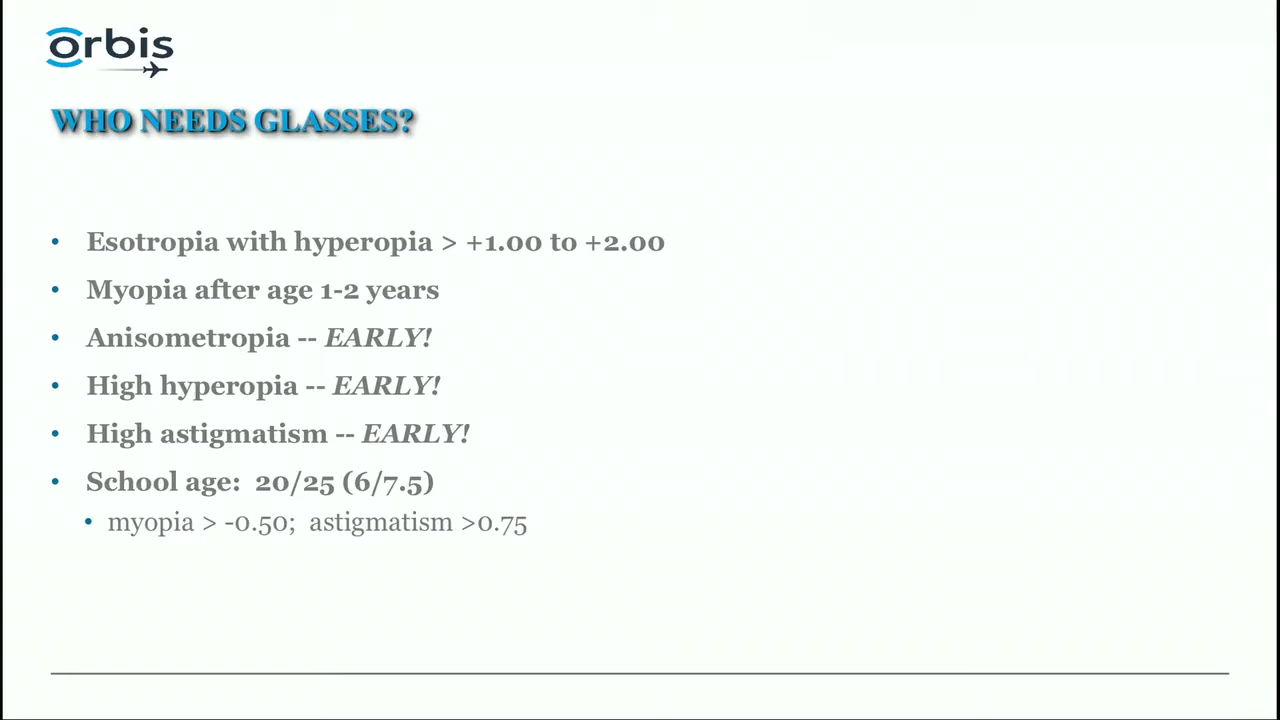 orbis
WHO NEEDS GLASSES?
• Esotropia with hyperopia > +1.00 to +2.00
• Myopia after age 1-2 years
• Anisometropia -- EARLY!
• High hyperopia -- EARLY!
• High astigmatism -- EARLY!
• School age:  20/25 (6/7.5)
• myopia > -0.50;  astigmatism >0.75